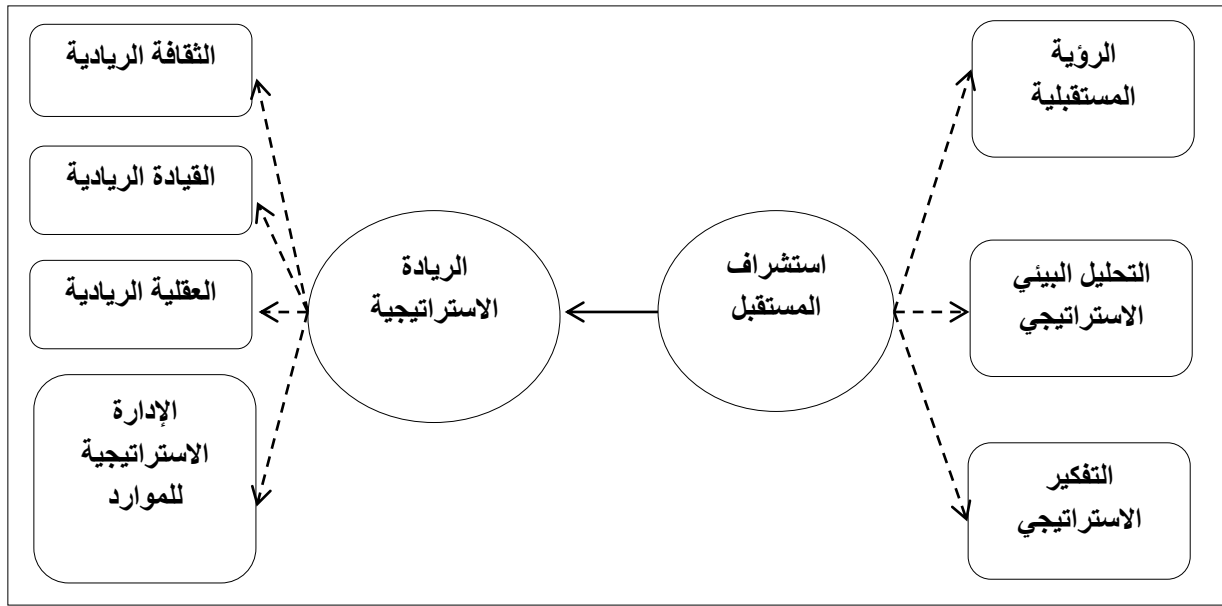 الرؤية
المستقبلية
التحليل البيئي
الاستراتيجي
التفكير
الاستراتيجي
استشراف
المستقبل
الريادة
الاستراتيجية
الثقافة الريادية
القيادة الريادية
العقلية الريادية
الإدارة
الاستراتيجية
للموارد